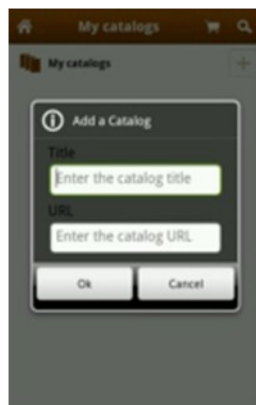 My catalogs
My catalogs
Add a Catalog
Title
Enter the catalog title
URL
Enter the catalog URL
Ok
Cancel